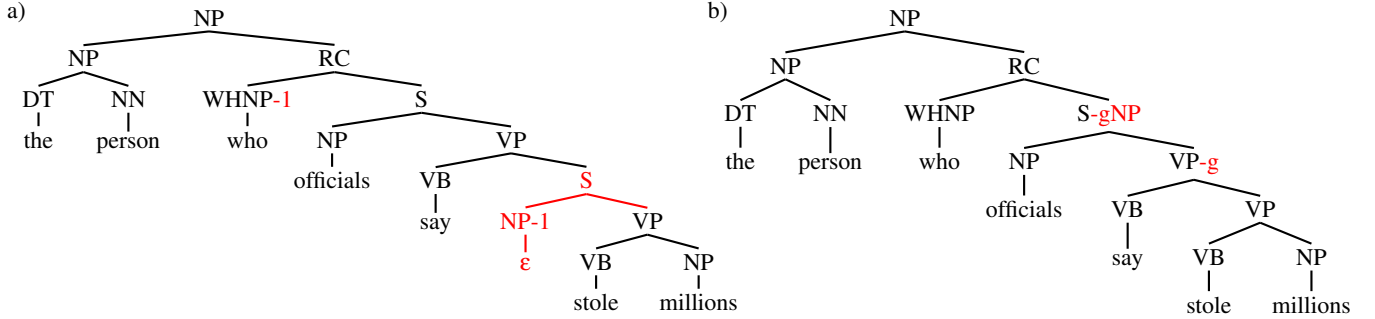 a) NP
NP RC
DT NN WHNP-1 S
the person who NP VP
officials VB S
say NP-1 VP
ε VB NP
stole millions
b) NP
NP RC
DT NN WHNP S-gNP
the person who NP VP-g
officials VB VP
say VB NP
stole millions